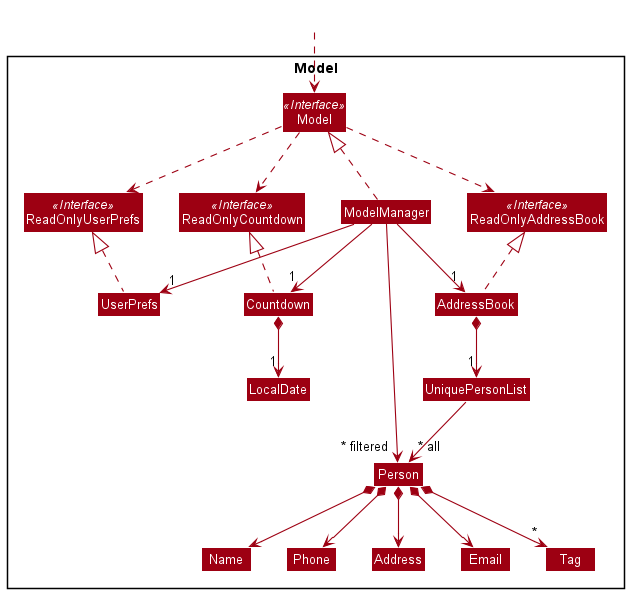 Model
«Interface»
Model
«Interface»
ReadOnlyUserPrefs
«Interface»
ReadOnlyCountdown
ModelManager
«Interface»
ReadOnlyAddressBook
1
1
1
UserPrefs
Countdown
AddressBook
1
1
LocalDate
UniquePersonList
* filtered
* all
Person
*
Name
Phone
Address
Email
Tag